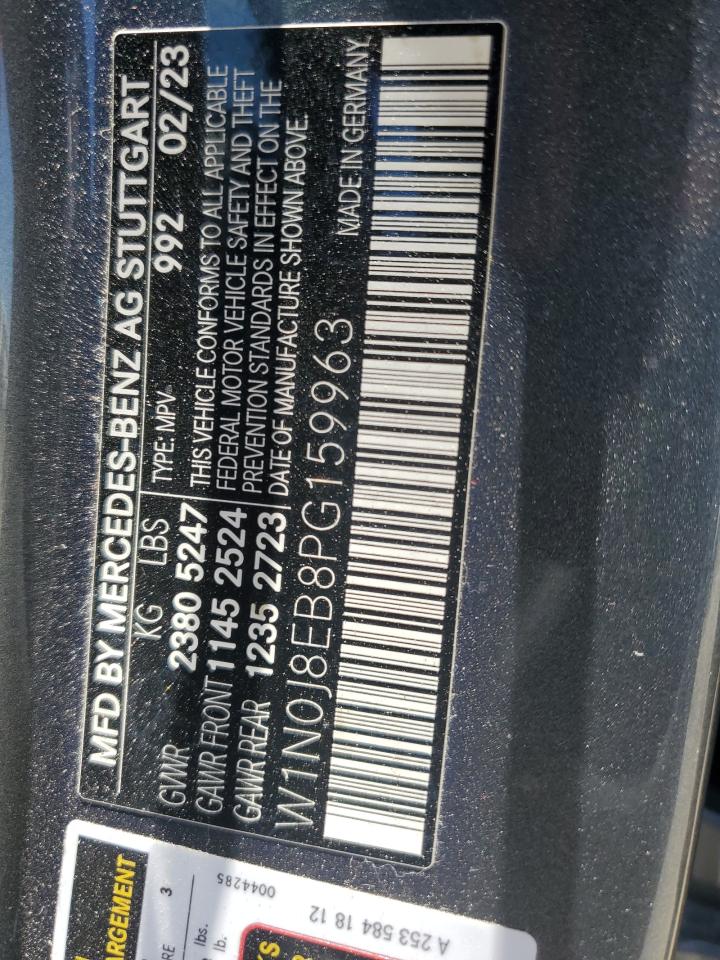 MFD BY MERCEDES-BENZ AG STUTTGART
KG LBS TYPE: MPV 992 02/23
GVWR 2380 5247 THIS VEHICLE CONFORMS TO ALL APPLICABLE
GAWR FRONT 1145 2524 FEDERAL MOTOR VEHICLE SAFETY AND THEFT
GAWR REAR 1235 2723 PREVENTION STANDARDS IN EFFECT ON THE
DATE OF MANUFACTURE SHOWN ABOVE.
W1N0J8EB8PG159963 MADE IN GERMANY
ARGEMENT
3
lbs.
lb.
0044285
A 253 584 18 12